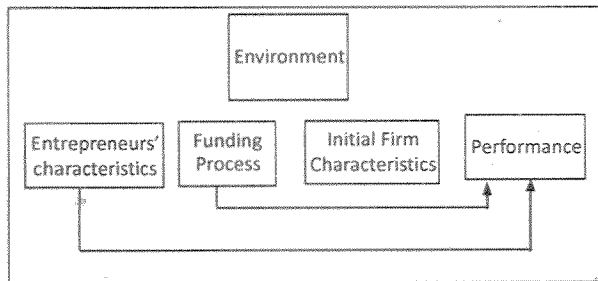 Environment
Entrepreneurs'
characteristics
Funding
Process
Initial Firm
Characteristics
Performance